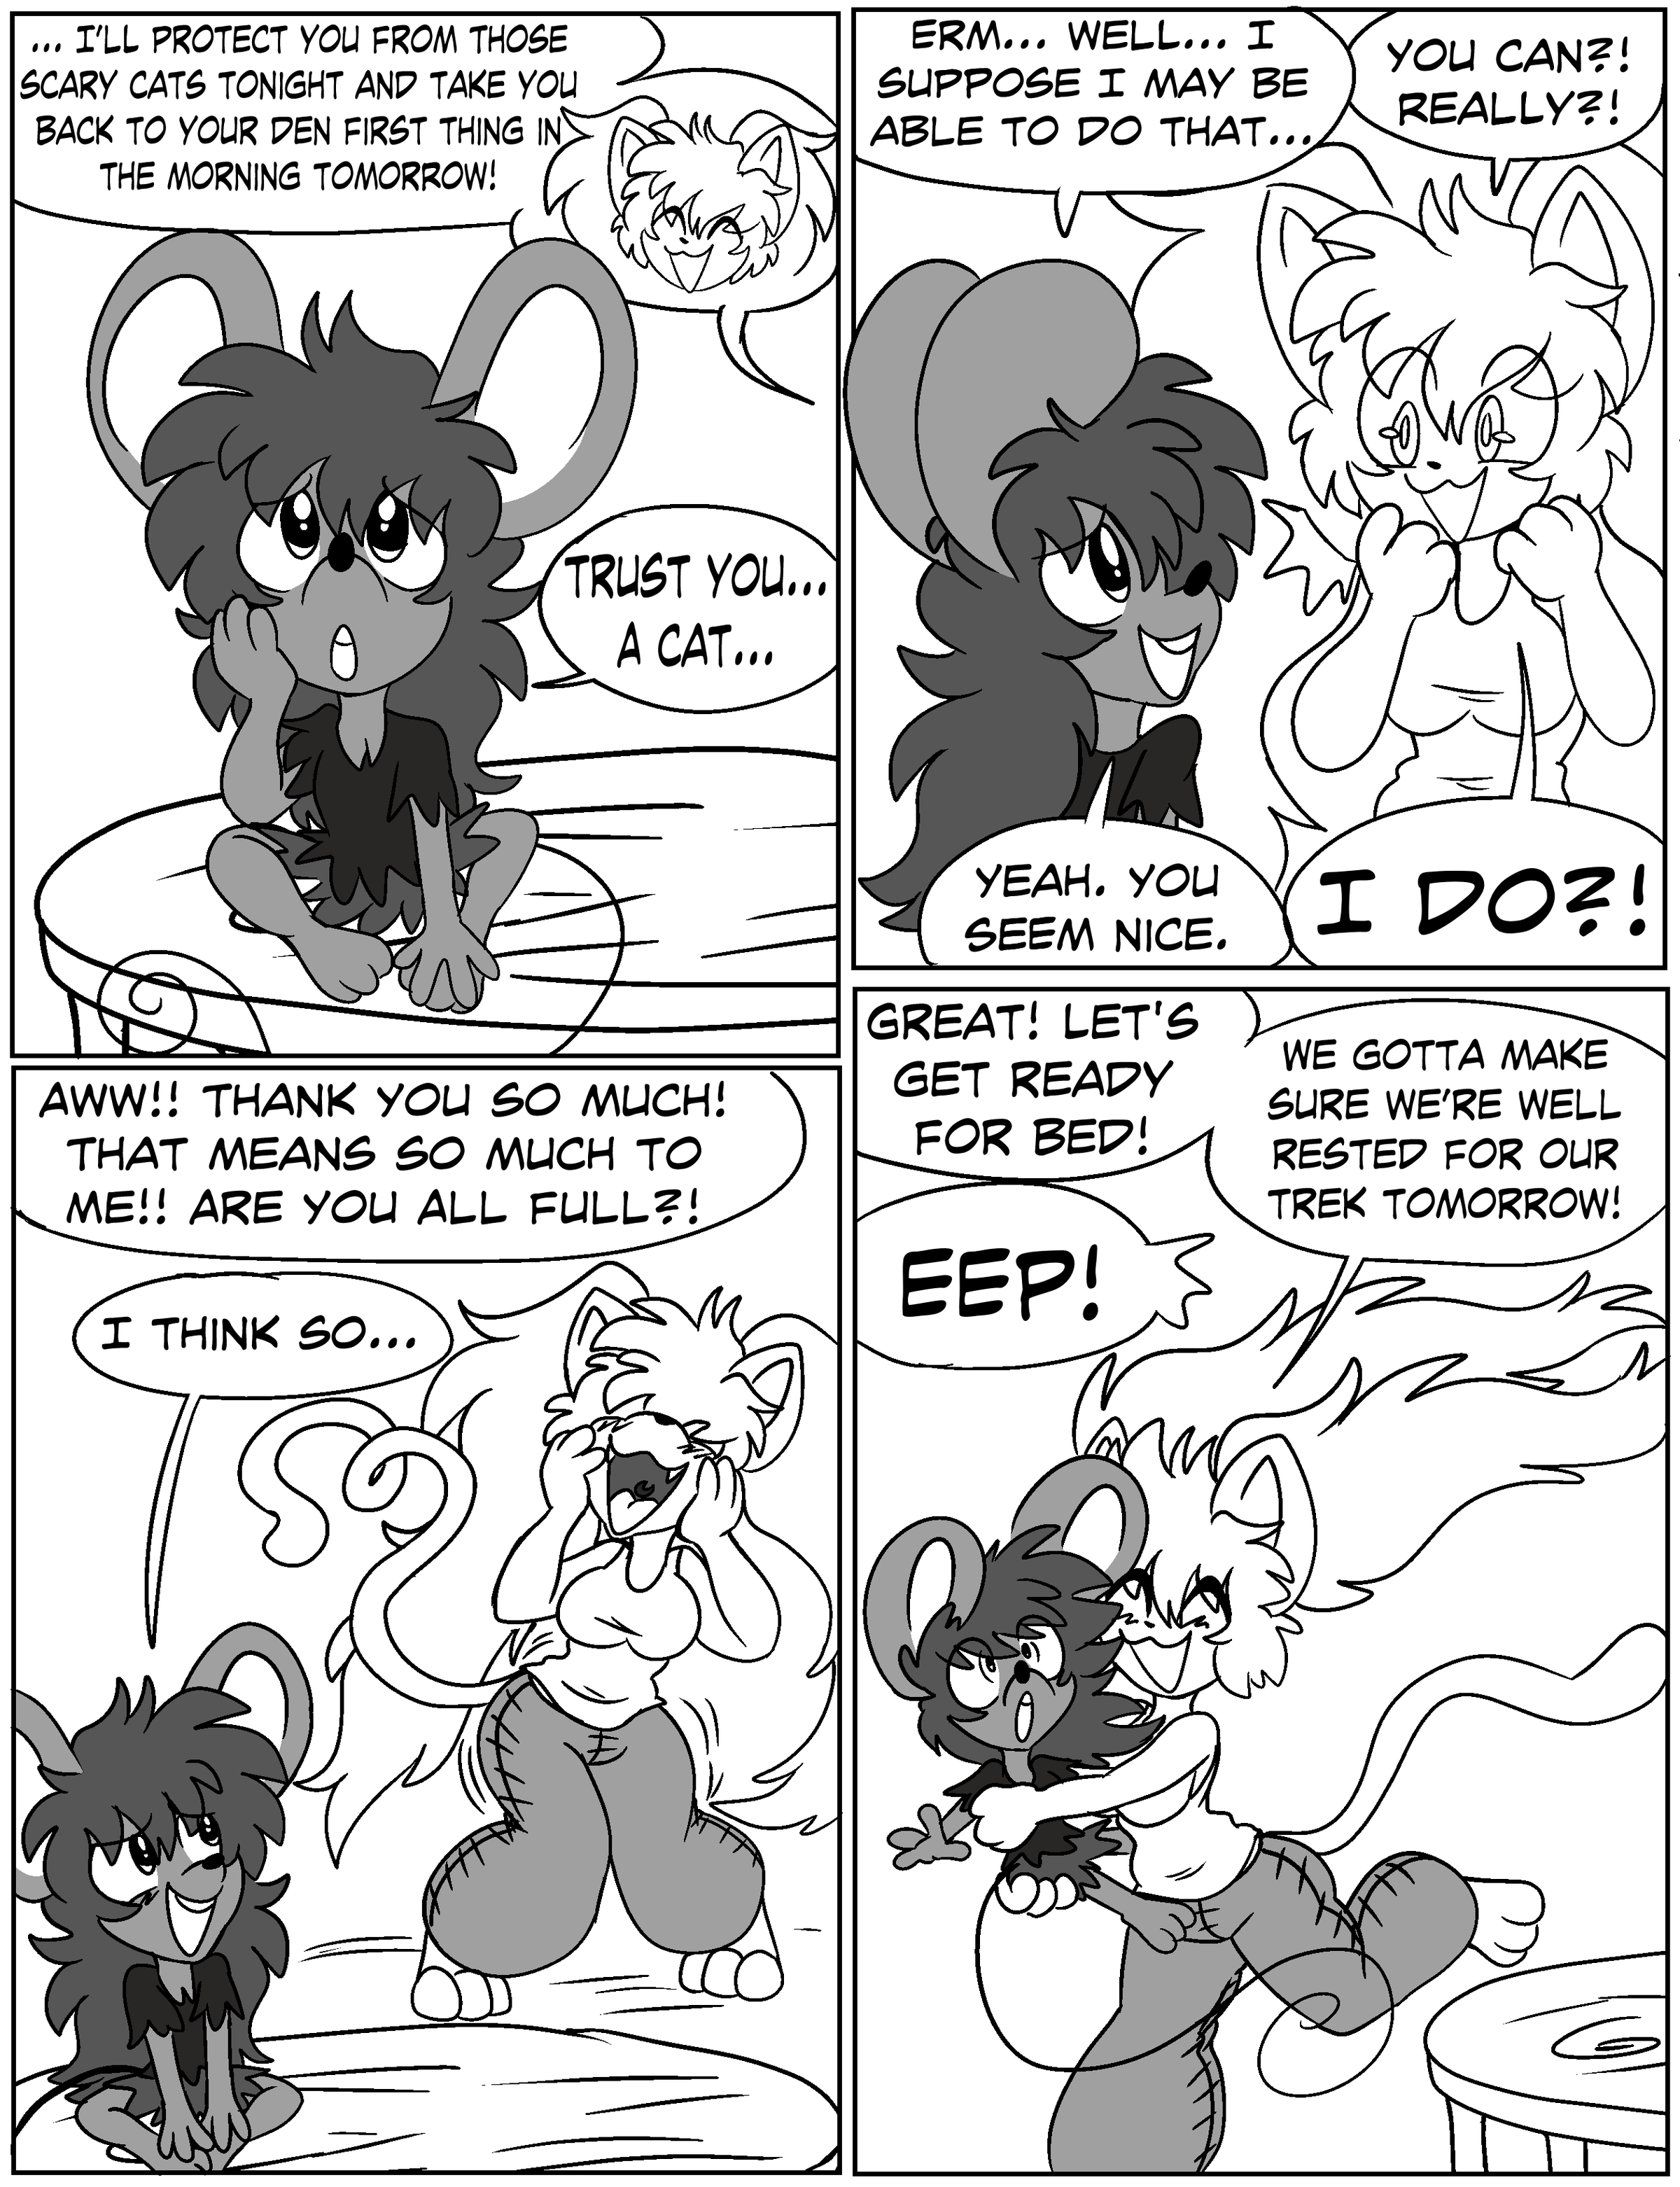 ... I'LL PROTECT YOU FROM THOSE
SCARY CATS TONIGHT AND TAKE YOU
BACK TO YOUR DEN FIRST THING IN
THE MORNING TOMORROW!
TRUST YOU...
A CAT...
ERM... WELL... I
SUPPOSE I MAY BE
ABLE TO DO THAT...
YOU CAN?!
REALLY?!
YEAH. YOU
SEEM NICE.
I DO?!
AWW!! THANK YOU SO MUCH!
THAT MEANS SO MUCH TO
ME!! ARE YOU ALL FULL?!
I THINK SO...
GREAT! LET'S
GET READY
FOR BED!
WE GOTTA MAKE
SURE WE'RE WELL
RESTED FOR OUR
TREK TOMORROW!
EEP!